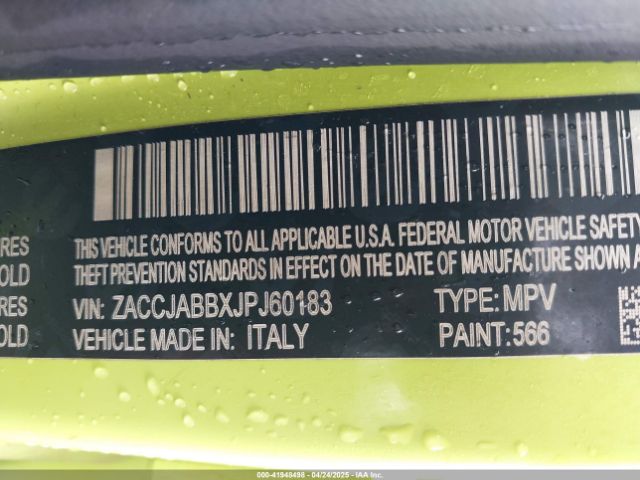 THIS VEHICLE CONFORMS TO ALL APPLICABLE U.S.A. FEDERAL MOTOR VEHICLE SAFETY
THEFT PREVENTION STANDARDS IN EFFECT ON THE DATE OF MANUFACTURE SHOWN A
RES
OLD
RES
OLD
VIN: ZACCJABBXJPJ60183 TYPE: MPV
VEHICLE MADE IN: ITALY PAINT: 566
000-41948498 - 04/24/2025 - IAA Inc.